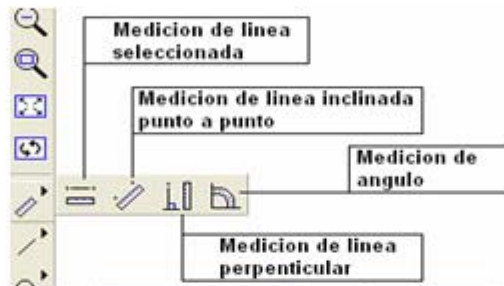 Medicion de linea
seleccionada
Medicion de linea inclinada
punto a punto
Medicion de
angulo
Medicion de linea
perpenticular